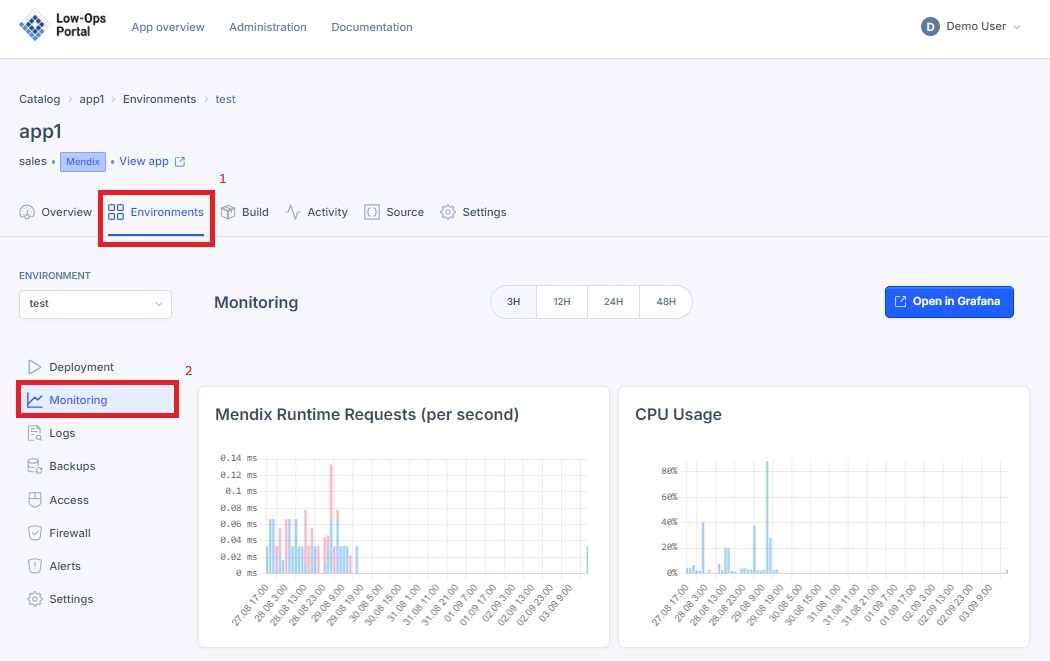 Low-Ops
Portal
App overview Administration Documentation
D Demo User
Catalog > app1 > Environments > test
app1
sales • Mendix • View app
1
Overview Environments Build Activity Source Settings
ENVIRONMENT
test
Monitoring
3H 12H 24H 48H
Open in Grafana
2
Deployment
Monitoring
Logs
Backups
Access
Firewall
Alerts
Settings
Mendix Runtime Requests (per second)
0.14 ms
0.12 ms
0.1 ms
0.08 ms
0.06 ms
0.04 ms
0.02 ms
0 ms
27.08 17:00 28.08 3:00 28.08 13:00 28.08 23:00 29.08 9:00 29.08 19:00 30.08 5:00 30.08 15:00 31.08 1:00 31.08 11:00 31.08 21:00 01.09 7:00 01.09 17:00 02.09 3:00 02.09 13:00 02.09 23:00 03.09 9:00
CPU Usage
80%
60%
40%
20%
0%
27.08 17:00 28.08 3:00 28.08 13:00 28.08 23:00 29.08 9:00 29.08 19:00 30.08 5:00 30.08 15:00 31.08 1:00 31.08 11:00 31.08 21:00 01.09 7:00 01.09 17:00 02.09 3:00 02.09 13:00 02.09 23:00 03.09 9:00